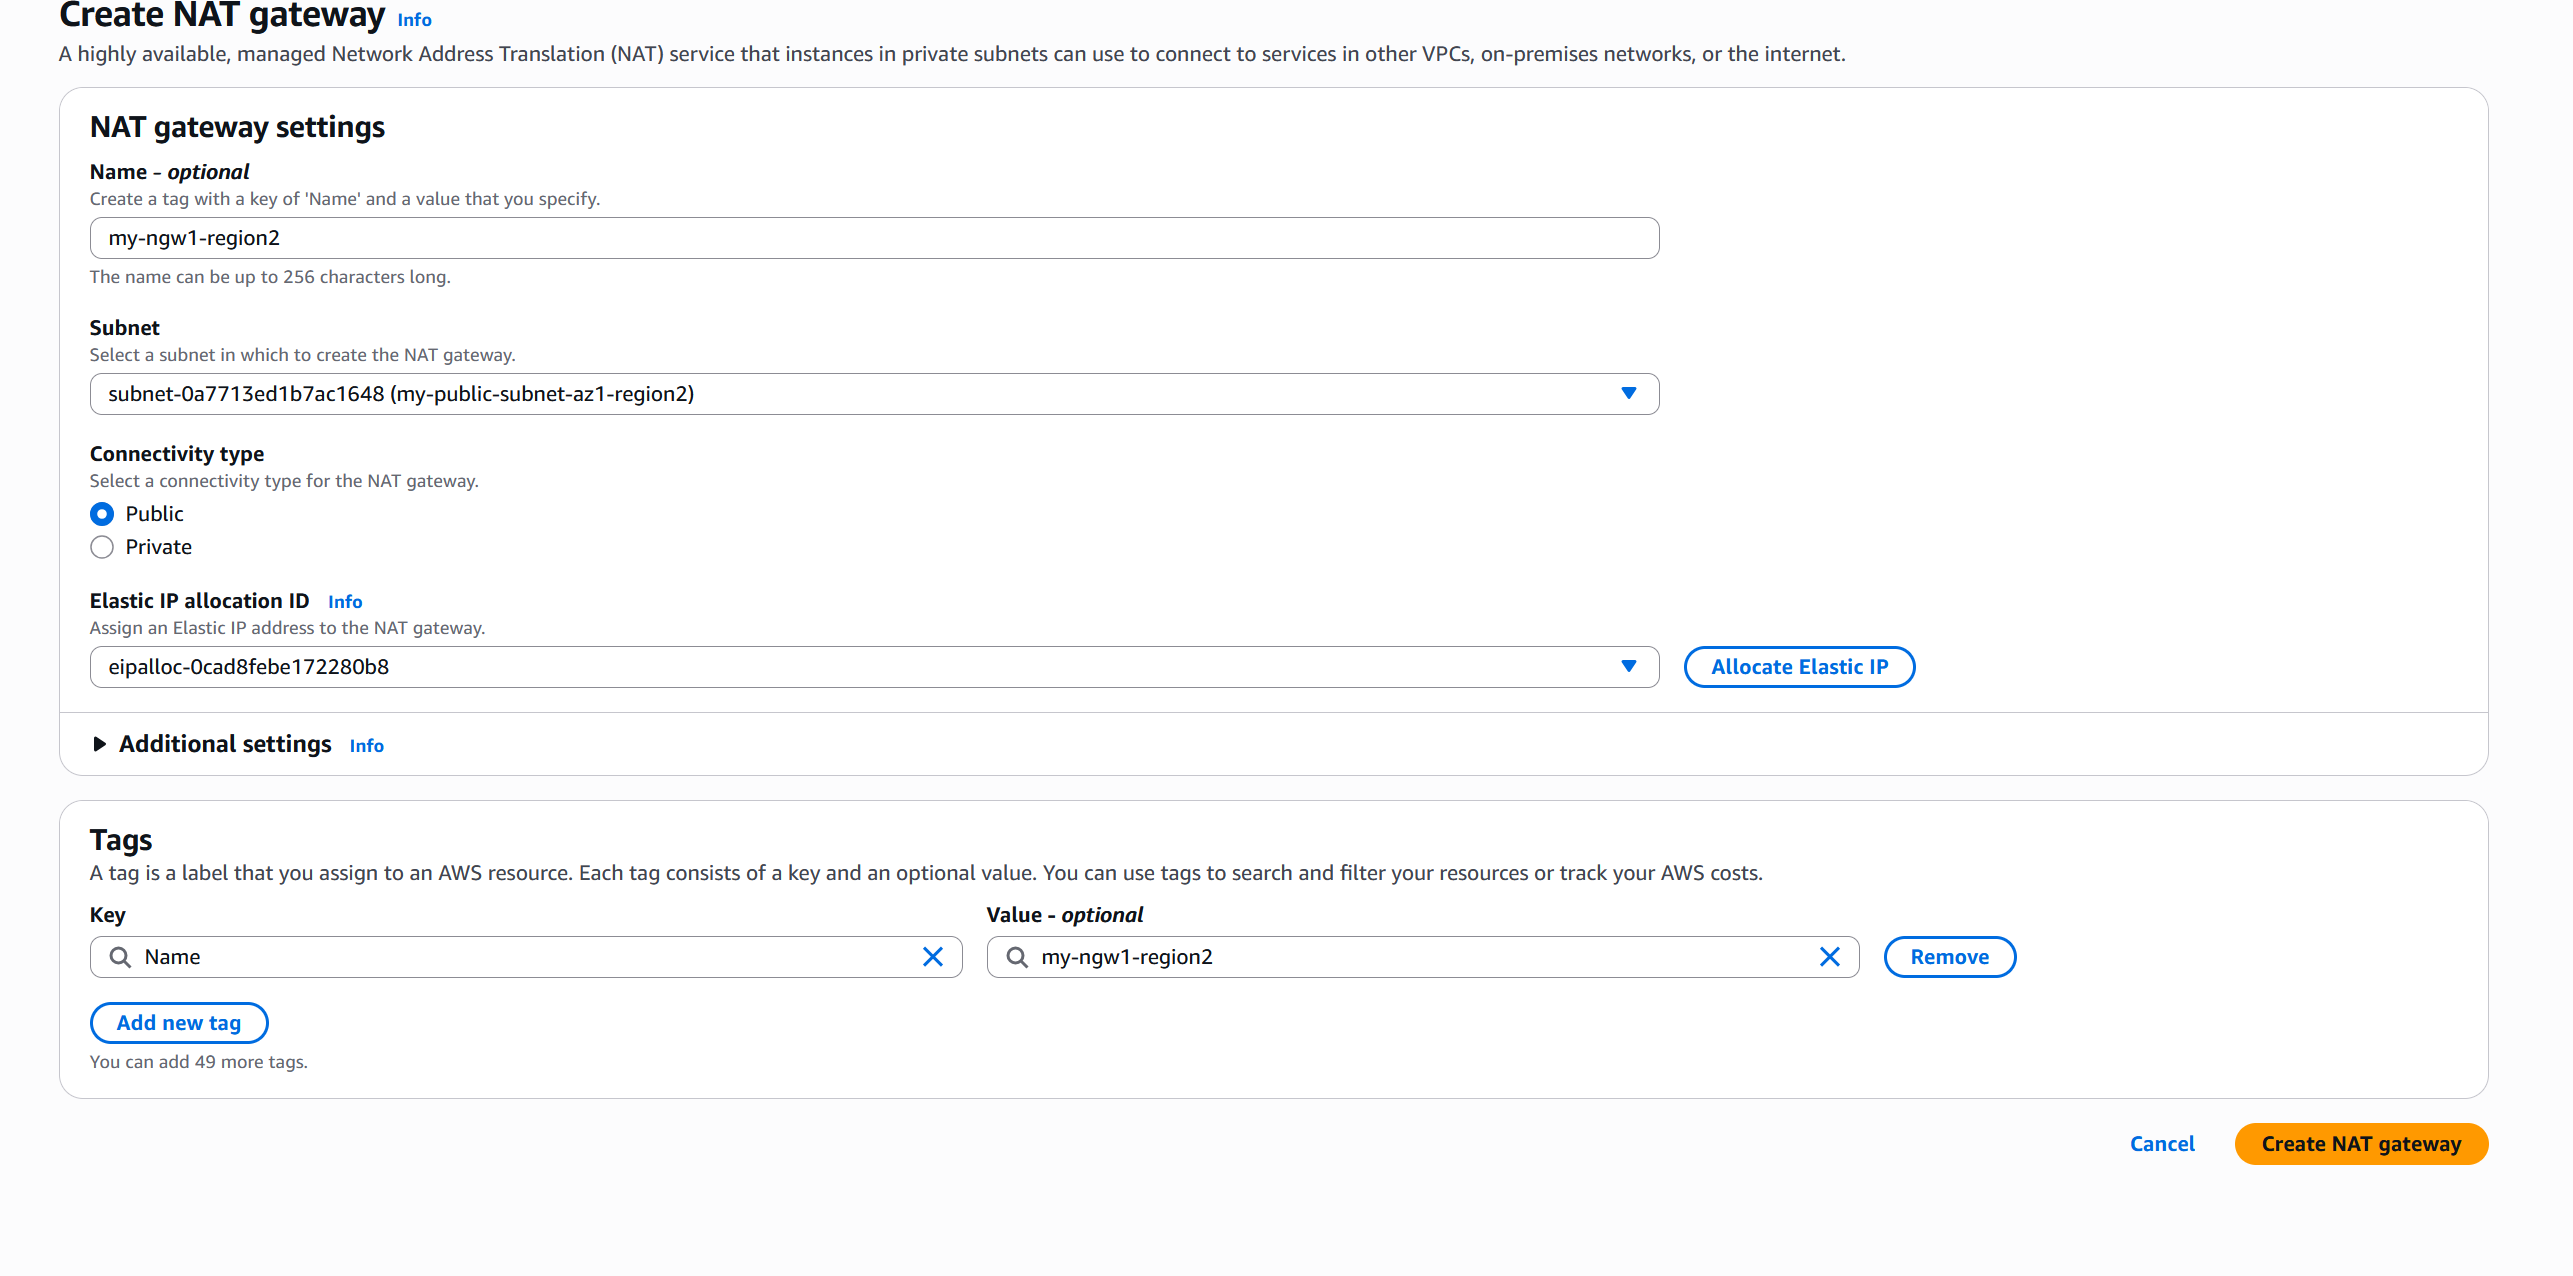 Create NAT gateway Info
A highly available, managed Network Address Translation (NAT) service that instances in private subnets can use to connect to services in other VPCs, on-premises networks, or the internet.
NAT gateway settings
Name - optional
Create a tag with a key of 'Name' and a value that you specify.
my-ngw1-region2
The name can be up to 256 characters long.
Subnet
Select a subnet in which to create the NAT gateway.
subnet-0a7713ed1b7ac1648 (my-public-subnet-az1-region2)
Connectivity type
Select a connectivity type for the NAT gateway.
Public
Private
Elastic IP allocation ID Info
Assign an Elastic IP address to the NAT gateway.
eipalloc-0cad8febe172280b8 Allocate Elastic IP
Additional settings Info
Tags
A tag is a label that you assign to an AWS resource. Each tag consists of a key and an optional value. You can use tags to search and filter your resources or track your AWS costs.
Key Value - optional
Name my-ngw1-region2 Remove
Add new tag
You can add 49 more tags.
Cancel Create NAT gateway